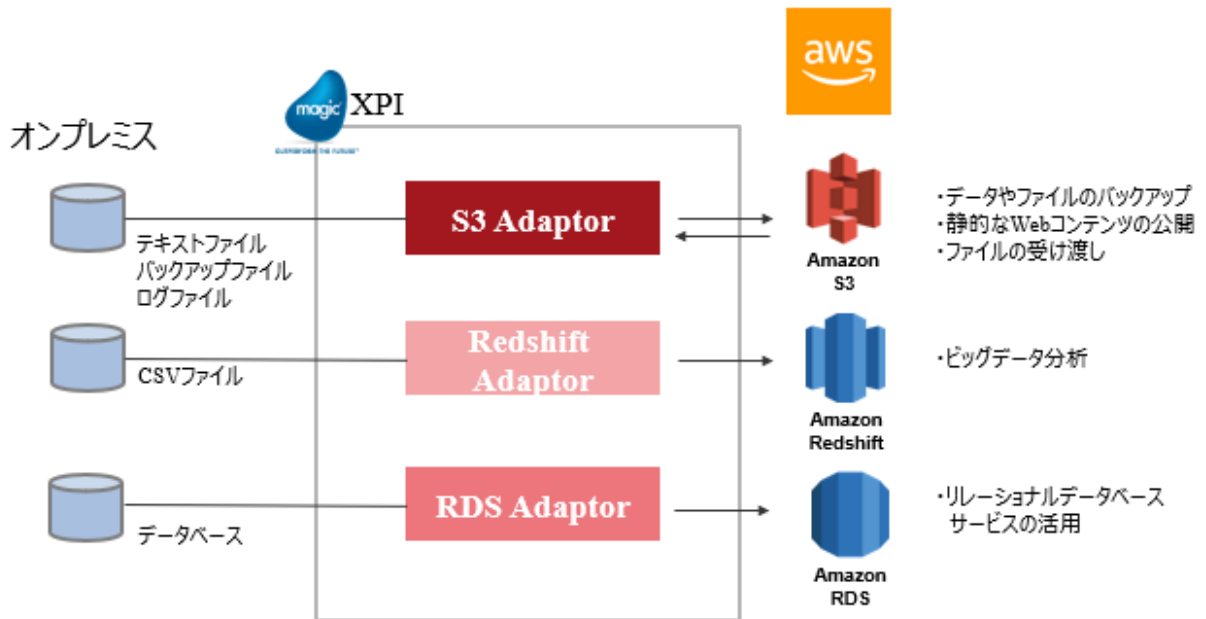 aws
magic
XPI
OUTPERFORM THE FUTURE™
オンプレミス
S3 Adaptor
テキストファイル
バックアップファイル
ログファイル
Amazon
S3
・データやファイルのバックアップ
・静的なWebコンテンツの公開
・ファイルの受け渡し
Redshift
Adaptor
CSVファイル
Amazon
Redshift
・ビッグデータ分析
RDS Adaptor
データベース
Amazon
RDS
・リレーショナルデータベース
サービスの活用